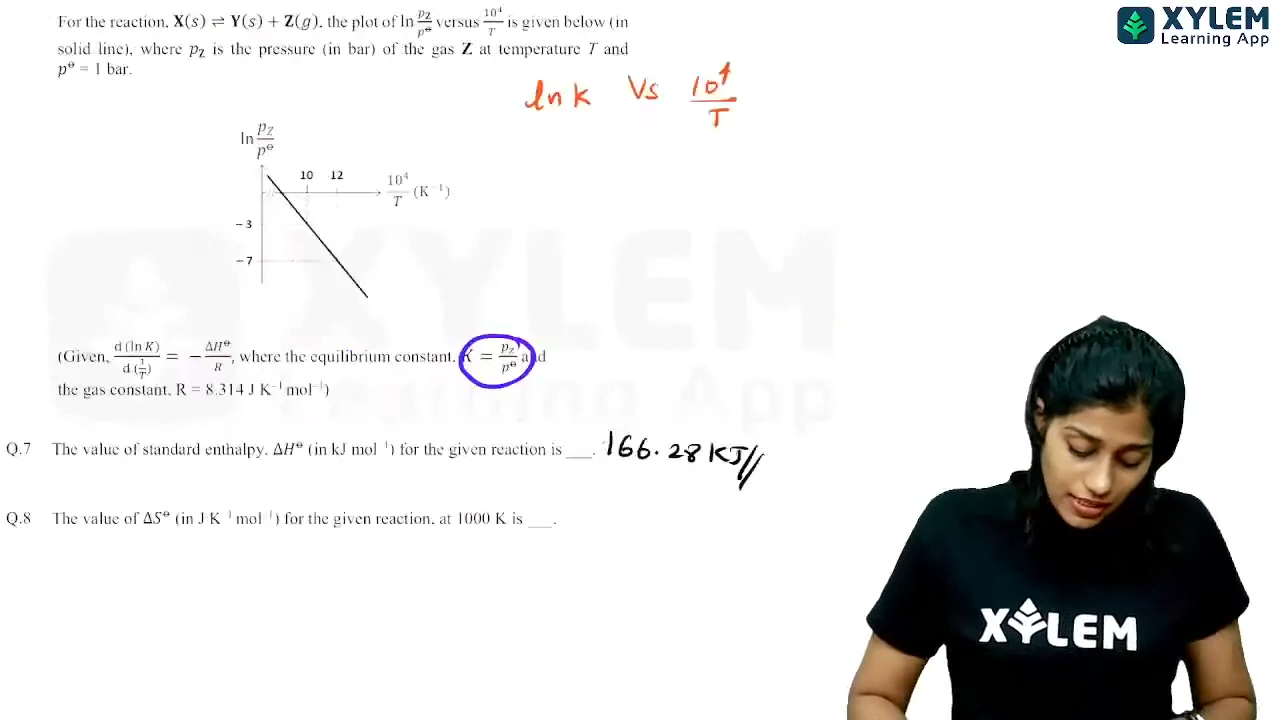 For the reaction, X(s) ⇌ Y(s) + Z(g), the plot of ln pZ/p⊖ versus 10⁴/T is given below (in
solid line), where pZ is the pressure (in bar) of the gas Z at temperature T and
p⊖ = 1 bar.
XYLEM
Learning App
ln k Vs 10⁴/T
ln pZ/p⊖
10 12
10⁴/T (K⁻¹)
−3
−7
XYLEM
Learning App
(Given, d (ln K)/d (1/T) = − ΔH⊖/R, where the equilibrium constant, K = pZ/p⊖ and
the gas constant, R = 8.314 J K⁻¹ mol⁻¹)
Q.7 The value of standard enthalpy, ΔH⊖ (in kJ mol⁻¹) for the given reaction is ___. 166.28 KJ//
Q.8 The value of ΔS⊖ (in J K⁻¹ mol⁻¹) for the given reaction, at 1000 K is ___.
XYLEM